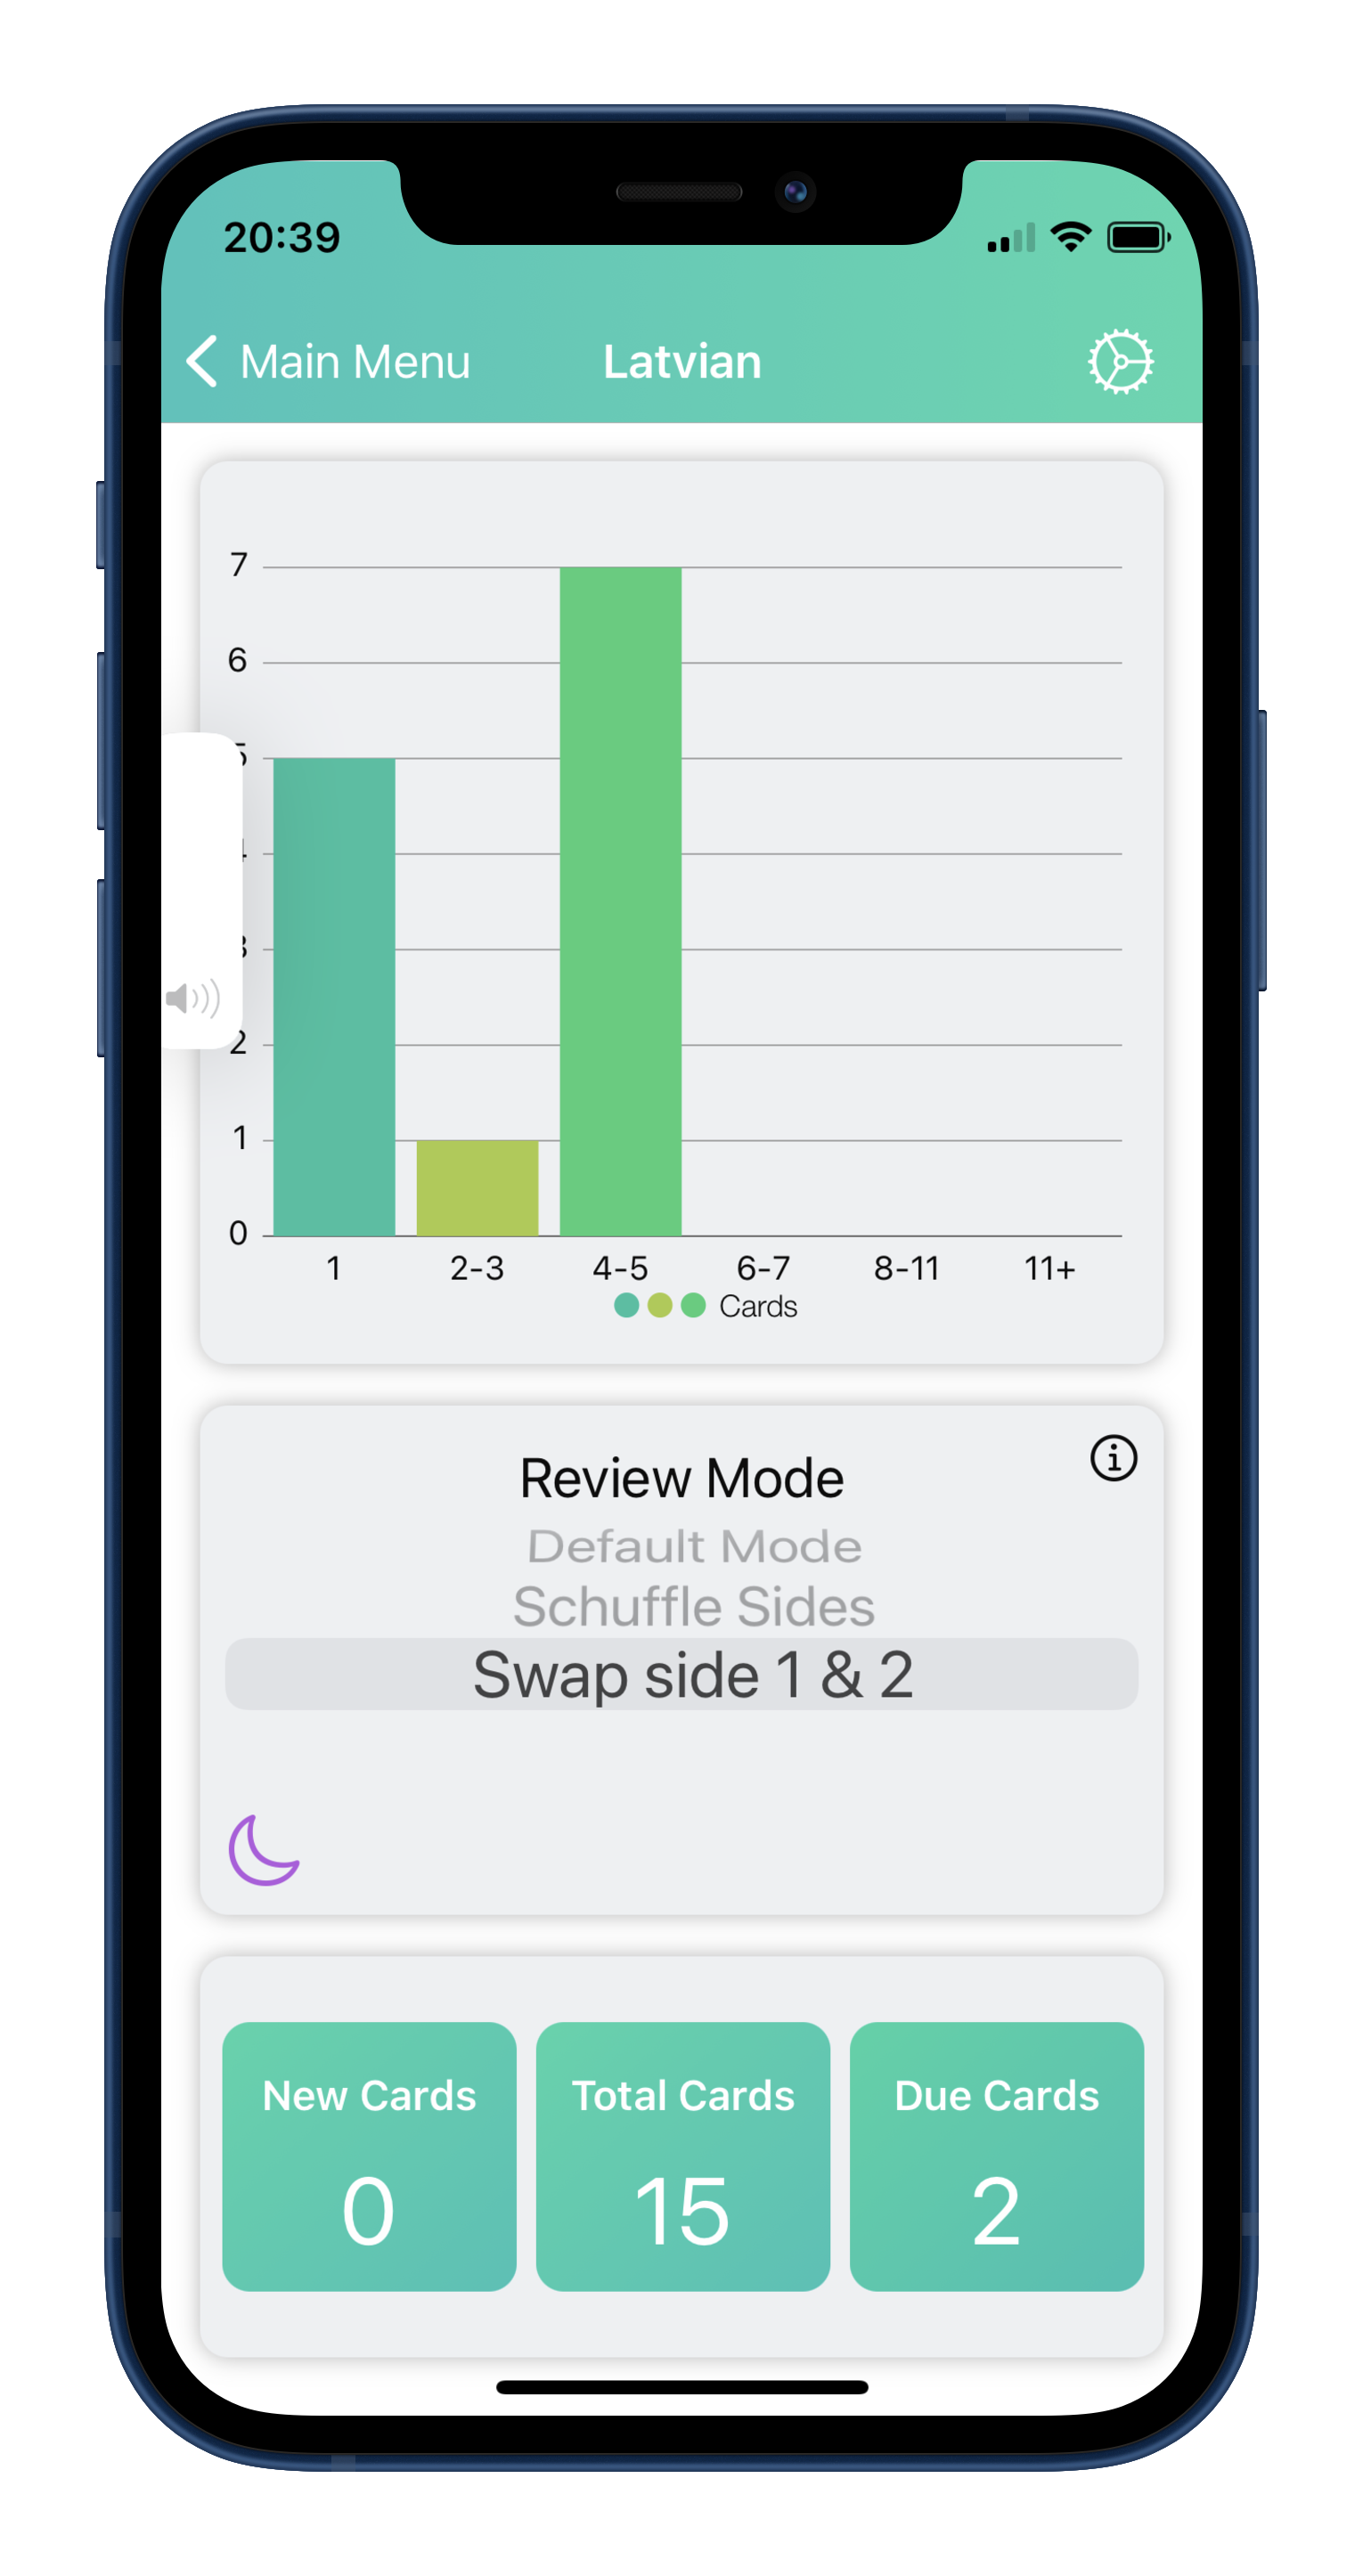 20:39
Main Menu
Latvian
7
6
5
3
2
1
0
1 2-3 4-5 6-7 8-11 11+
Cards
Review Mode
Default Mode
Schuffle Sides
Swap side 1 & 2
New Cards Total Cards Due Cards
0 15 2